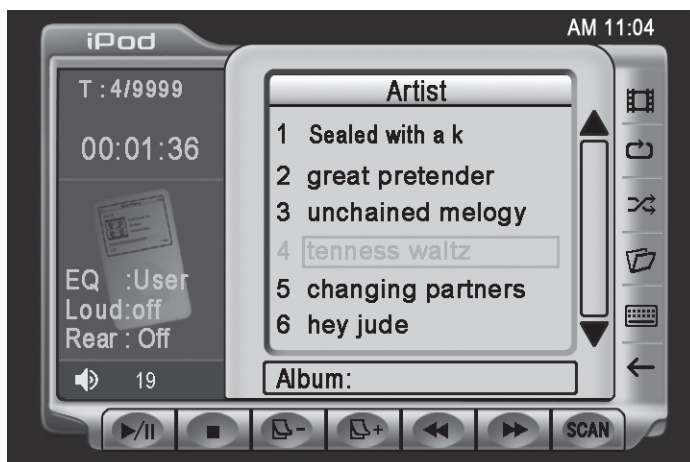 AM 11:04
iPod
T : 4/9999
00:01:36
EQ :User
Loud:off
Rear : Off
19
Artist
1 Sealed with a k
2 great pretender
3 unchained melogy
4 tenness waltz
5 changing partners
6 hey jude
Album:
SCAN